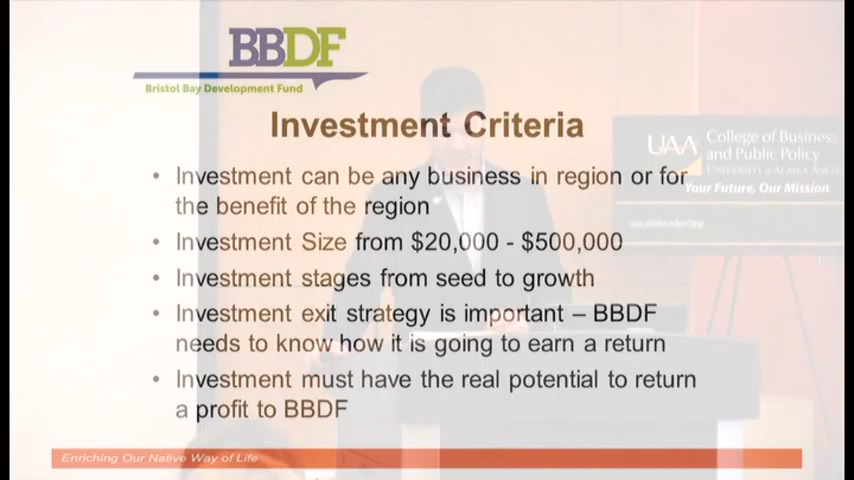 BBDF
Bristol Bay Development Fund
Investment Criteria
• Investment can be any business in region or for
the benefit of the region
• Investment Size from $20,000 - $500,000
• Investment stages from seed to growth
• Investment exit strategy is important – BBDF
needs to know how it is going to earn a return
• Investment must have the real potential to return
a profit to BBDF
Enriching Our Native Way of Life
UAA
College of Business
and Public Policy
Your Future, Our Mission